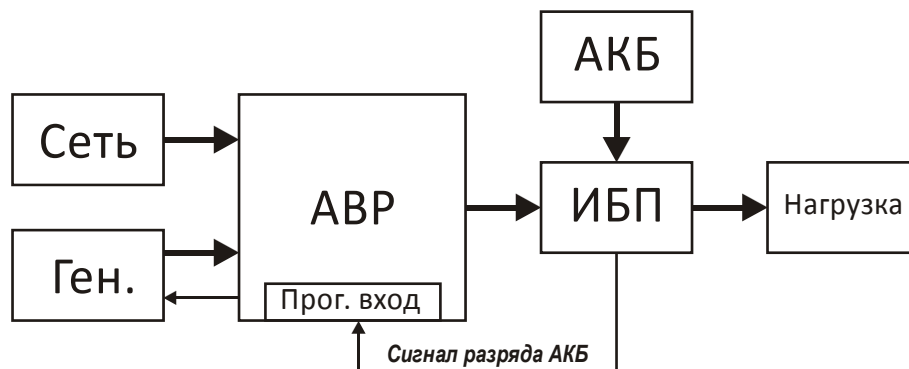 АКБ
Сеть
АВР
ИБП
Нагрузка
Ген.
Прог. вход
Сигнал разряда АКБ